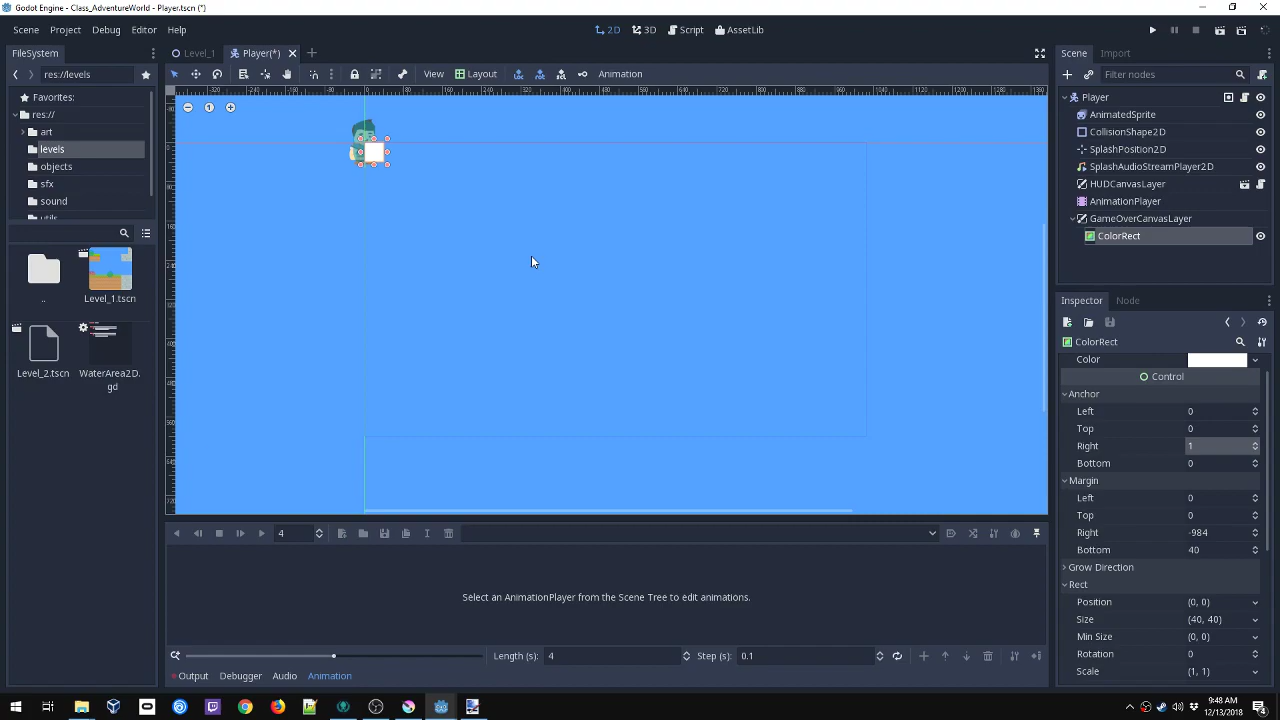 Godot Engine - Class_AdventureWorld - Player.tscn (*)
Scene Project Debug Editor Help
2D 3D Script AssetLib
FileSystem
Level_1 Player(*)
Scene Import
res://levels
View Layout Animation
Filter nodes
Favorites:
res://
art
levels
objects
sfx
sound
utils
Player
AnimatedSprite
CollisionShape2D
SplashPosition2D
SplashAudioStreamPlayer2D
HUDCanvasLayer
AnimationPlayer
GameOverCanvasLayer
ColorRect
..
Level_1.tscn
Level_2.tscn
WaterArea2D.
gd
Inspector Node
ColorRect
Color
Control
Anchor
Left 0
Top 0
Right 1
Bottom 0
Margin
Left 0
Top 0
Right -984
Bottom 40
Grow Direction
Rect
Position (0, 0)
Size (40, 40)
Min Size (0, 0)
Rotation 0
Scale (1, 1)
4
Select an AnimationPlayer from the Scene Tree to edit animations.
Length (s): 4 Step (s): 0.1
Output Debugger Audio Animation
9:48 AM
12/13/2018